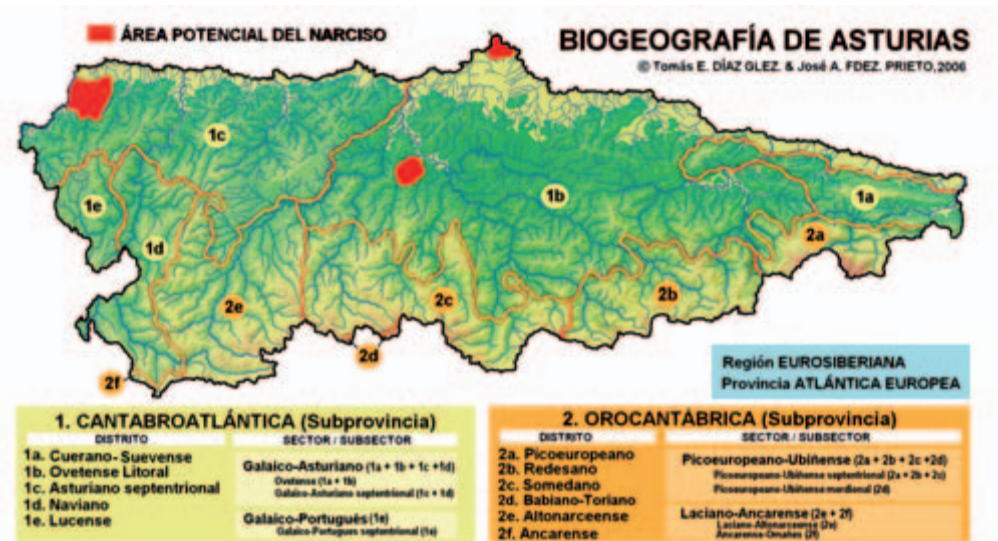 ÁREA POTENCIAL DEL NARCISO
BIOGEOGRAFÍA DE ASTURIAS
© Tomás E. DÍAZ GLEZ. & José A. FDEZ. PRIETO, 2006
1c
1e
1b
1a
1d
2a
2e
2c
2b
2d
2f
Región EUROSIBERIANA
Provincia ATLÁNTICA EUROPEA
1. CANTABROATLÁNTICA (Subprovincia)
DISTRITO
SECTOR / SUBSECTOR
1a. Cuerano-Suevense
1b. Ovetense Litoral
1c. Asturiano septentrional
1d. Naviano
1e. Lucense
Galaico-Asturiano (1a + 1b + 1c +1d)
Ovetense (1a + 1b)
Galaico-Asturiano septentrional (1c + 1d)
Galaico-Portugués (1e)
Galaico-Portugues septentrional (1e)
2. OROCANTÁBRICA (Subprovincia)
DISTRITO
SECTOR / SUBSECTOR
2a. Picoeuropeano
2b. Redesano
2c. Somedano
2d. Babiano-Toriano
2e. Altonarceense
2f. Ancarense
Picoeuropeano-Ubiñense (2a + 2b + 2c +2d)
Picoeuropeano-Ubiñense septentrional (2a + 2b + 2c)
Picoeuropeano-Ubiñense meridional (2d)
Laciano-Ancarense (2e + 2f)
Laciano-Altonarceense (2e)
Ancarense-Omañes (2f)